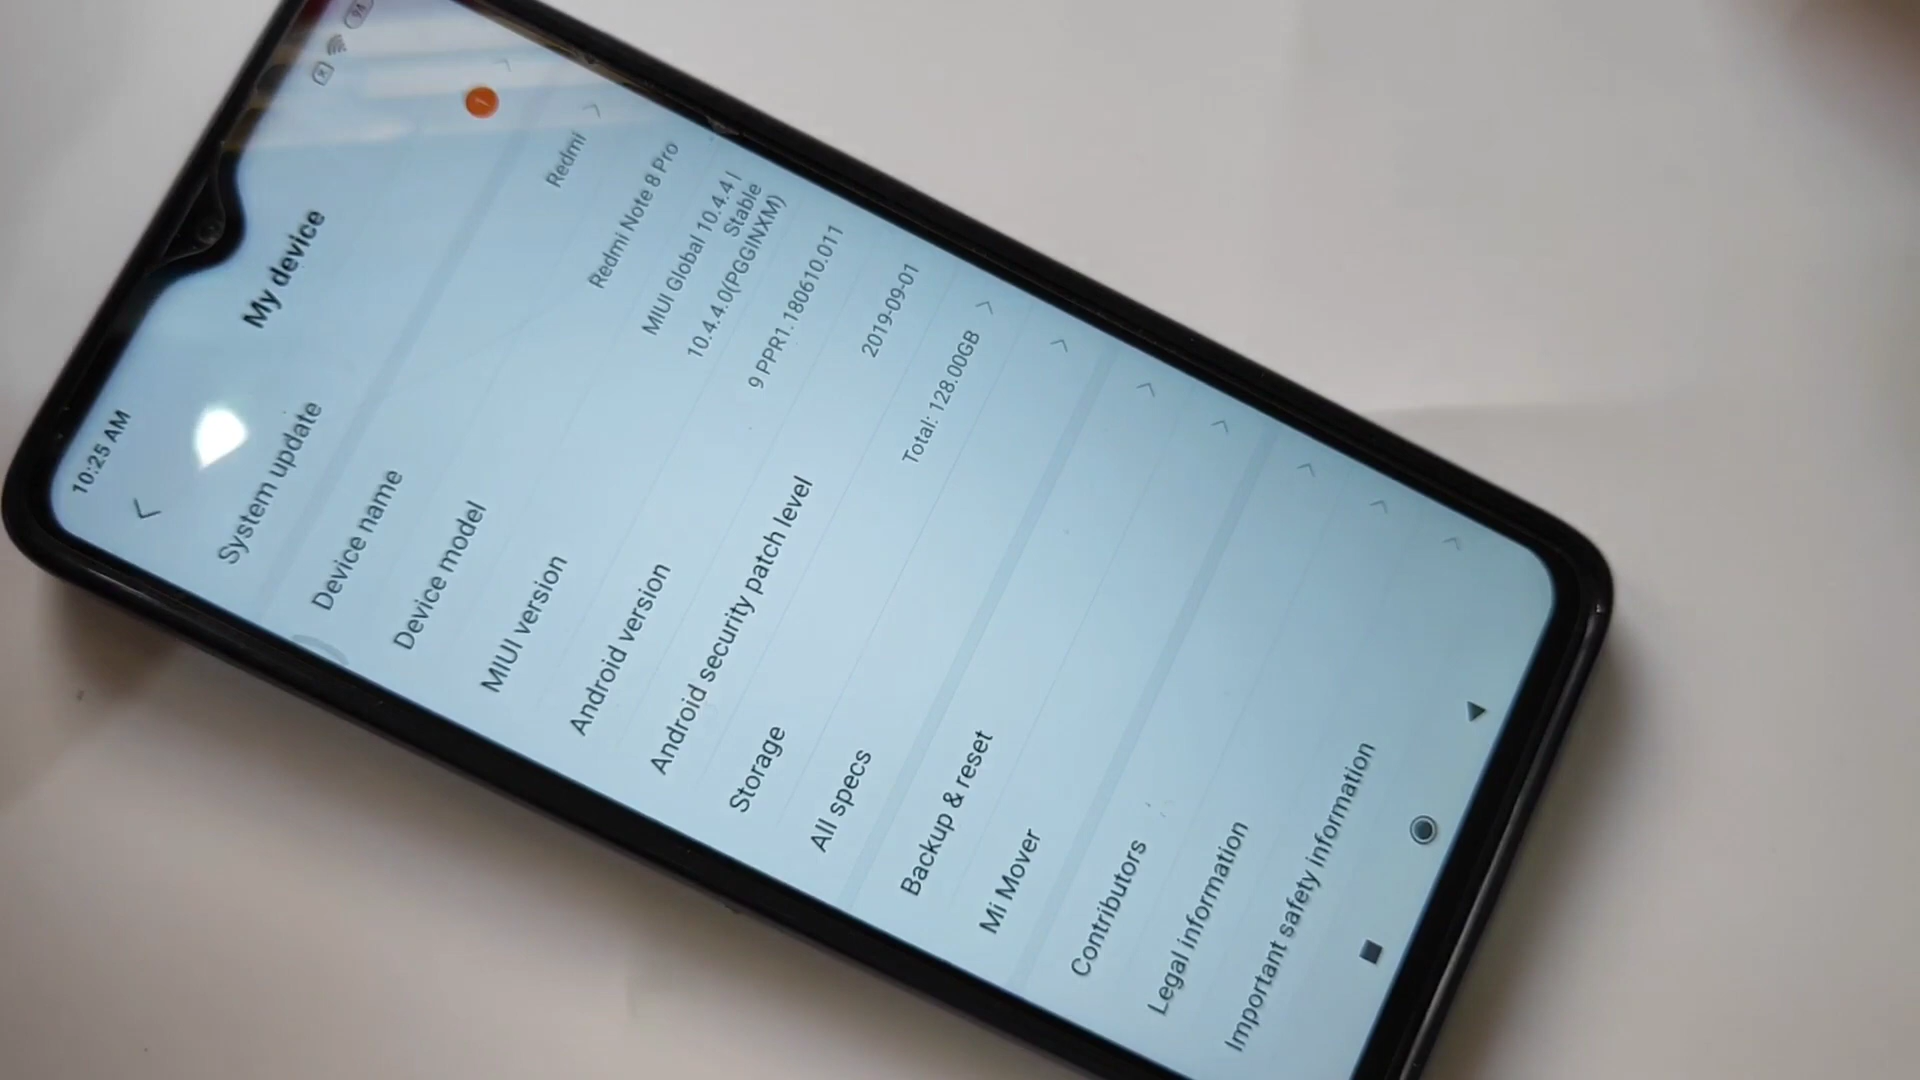 10:25 AM
94
My device
System update
1
Device name
Redmi
Device model
Redmi Note 8 Pro
MIUI version
MIUI Global 10.4.4 |
Stable
10.4.4.0(PGGINXM)
Android version
9 PPR1.180610.011
Android security patch level
2019-09-01
Storage
Total: 128.00GB
All specs
Backup & reset
Mi Mover
Contributors
Legal information
Important safety information